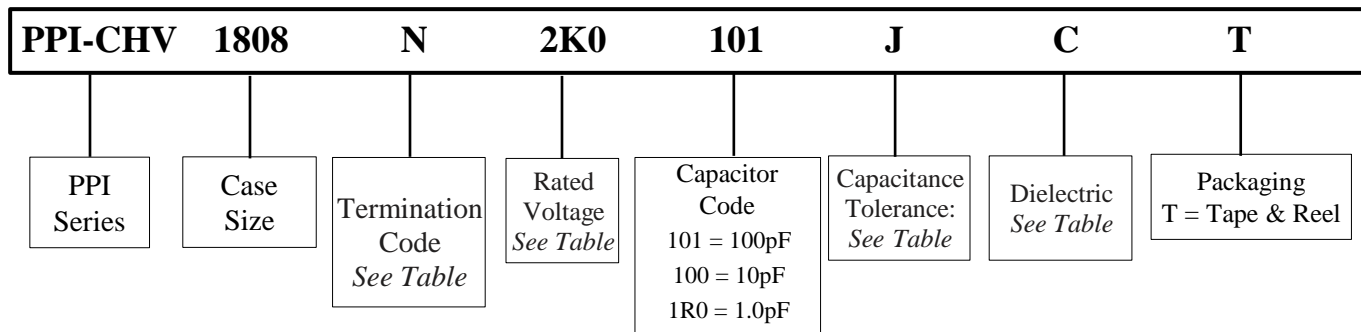 PPI-CHV 1808 N 2K0 101 J C T
PPI
Series
Case
Size
Termination
Code
See Table
Rated
Voltage
See Table
Capacitor
Code
101 = 100pF
100 = 10pF
1R0 = 1.0pF
Capacitance
Tolerance:
See Table
Dielectric
See Table
Packaging
T = Tape & Reel